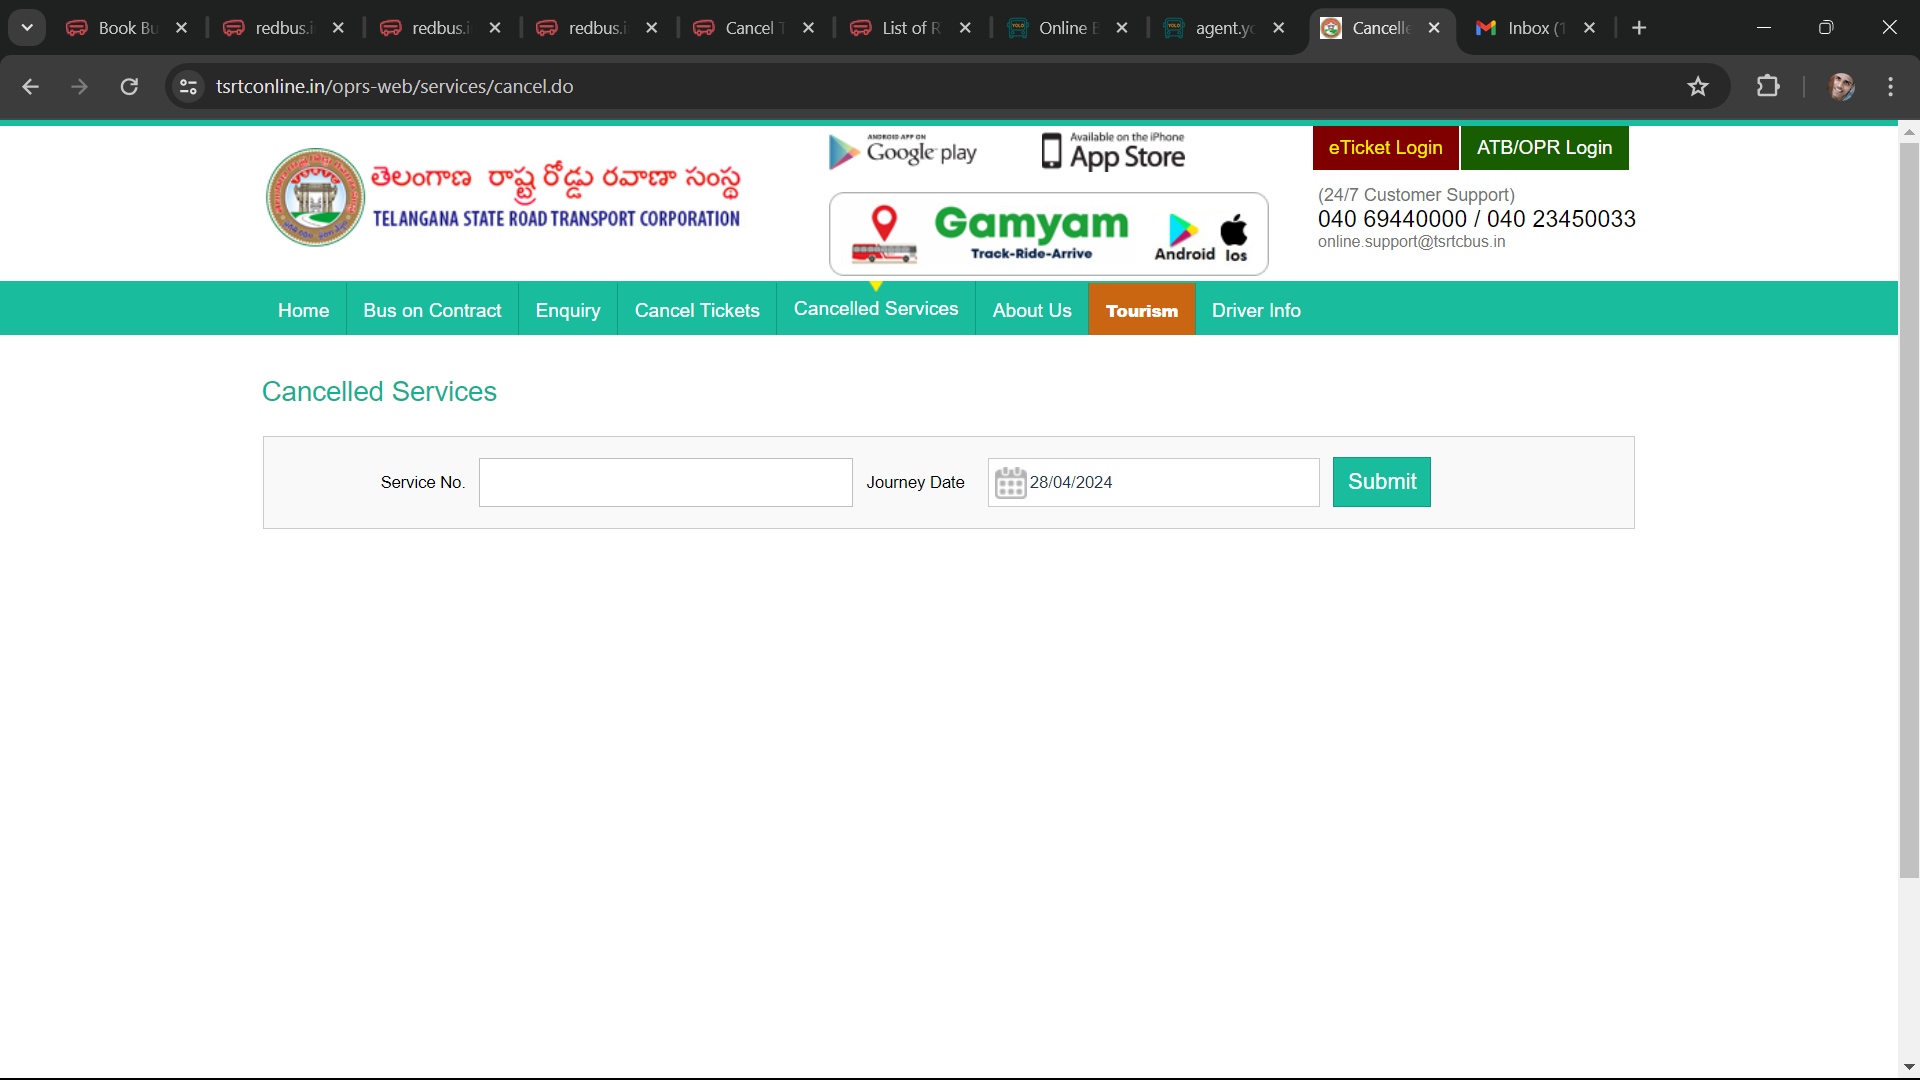 Book Bu
redbus.i
redbus.i
redbus.i
Cancel T
List of R
Online B
agent.yo
Cancelle
Inbox (1
tsrtconline.in/oprs-web/services/cancel.do
తెలంగాణ రాష్ట్ర రోడ్డు రవాణా సంస్థ
TELANGANA STATE ROAD TRANSPORT CORPORATION
ANDROID APP ON
Google play
Available on the iPhone
App Store
Gamyam
Track-Ride-Arrive
Android Ios
eTicket Login
ATB/OPR Login
(24/7 Customer Support)
040 69440000 / 040 23450033
online.support@tsrtcbus.in
Home
Bus on Contract
Enquiry
Cancel Tickets
Cancelled Services
About Us
Tourism
Driver Info
Cancelled Services
Service No.
Journey Date
28/04/2024
Submit